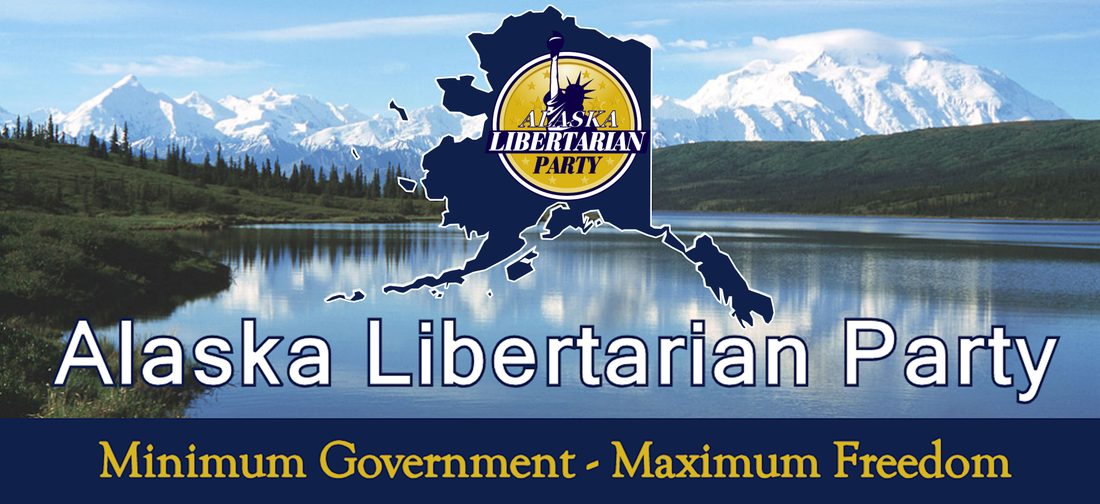 ALASKA
LIBERTARIAN
PARTY
Alaska Libertarian Party
Minimum Government - Maximum Freedom